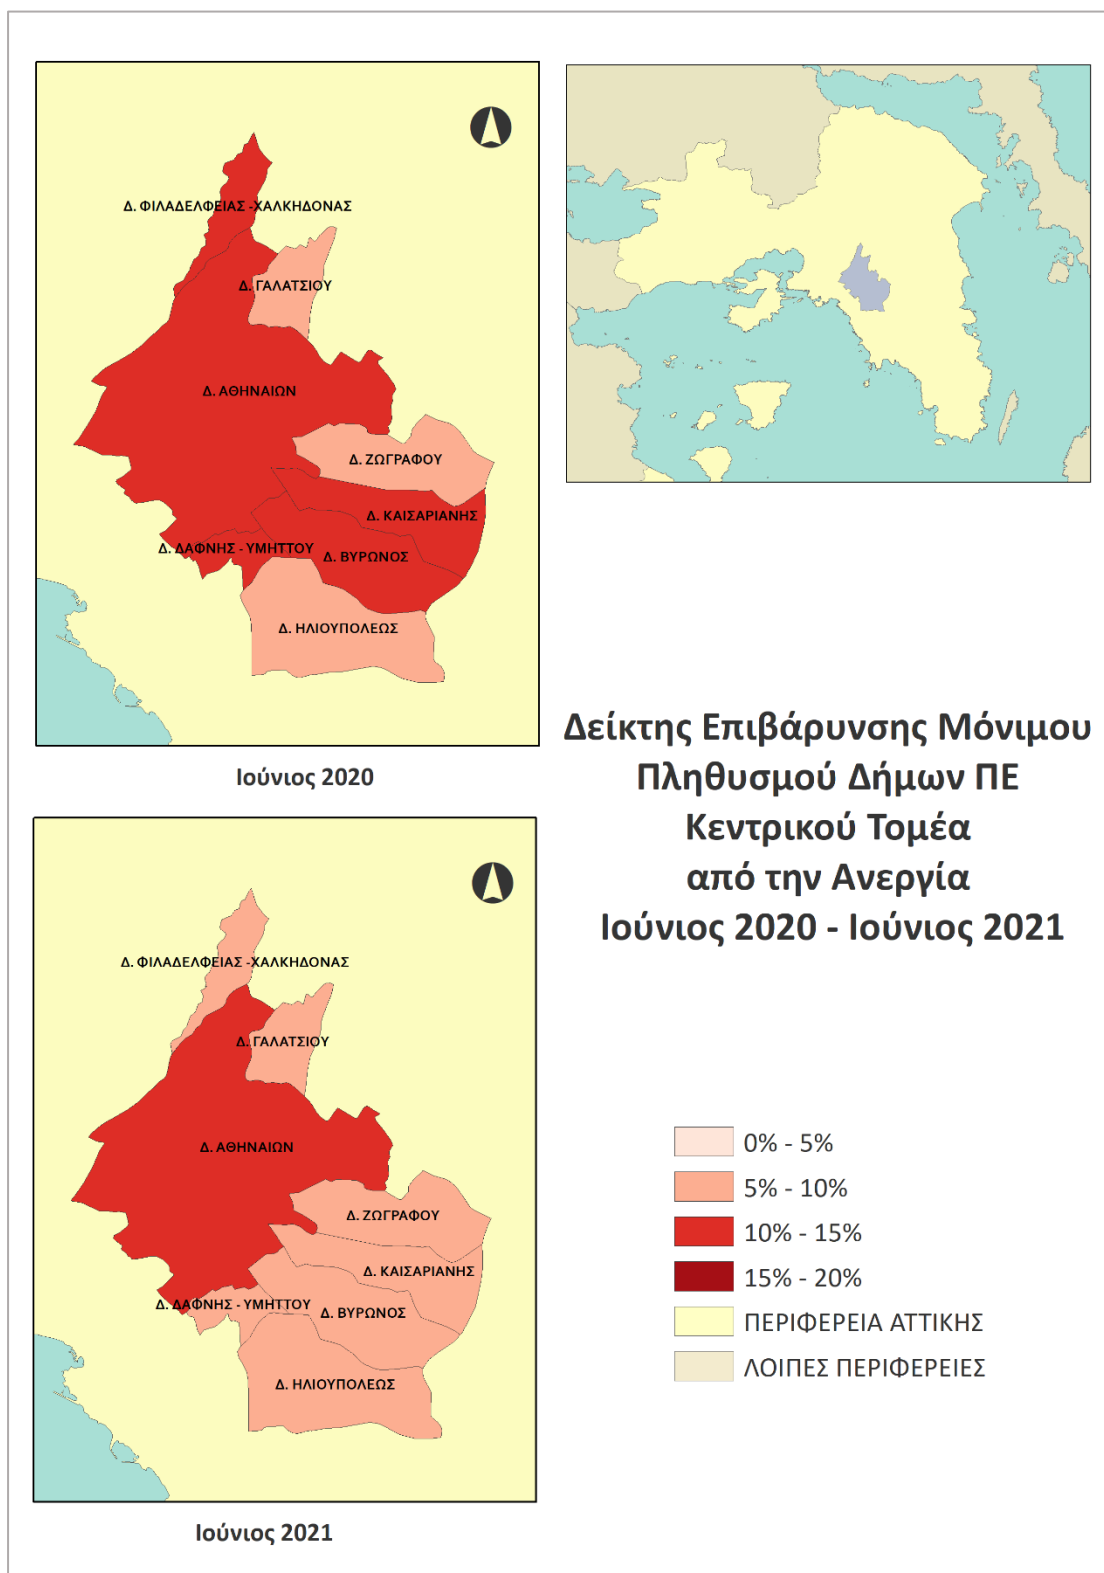 Δ. ΦΙΛΑΔΕΛΦΕΙΑΣ -ΧΑΛΚΗΔΟΝΑΣ
Δ. ΓΑΛΑΤΣΙΟΥ
Δ. ΑΘΗΝΑΙΩΝ
Δ. ΖΩΓΡΑΦΟΥ
Δ. ΚΑΙΣΑΡΙΑΝΗΣ
Δ. ΔΑΦΝΗΣ - ΥΜΗΤΤΟΥ
Δ. ΒΥΡΩΝΟΣ
Δ. ΗΛΙΟΥΠΟΛΕΩΣ
Ιούνιος 2020
Δείκτης Επιβάρυνσης Μόνιμου
Πληθυσμού Δήμων ΠΕ
Κεντρικού Τομέα
από την Ανεργία
Ιούνιος 2020 - Ιούνιος 2021
Δ. ΦΙΛΑΔΕΛΦΕΙΑΣ -ΧΑΛΚΗΔΟΝΑΣ
Δ. ΓΑΛΑΤΣΙΟΥ
Δ. ΑΘΗΝΑΙΩΝ
Δ. ΖΩΓΡΑΦΟΥ
Δ. ΚΑΙΣΑΡΙΑΝΗΣ
Δ. ΔΑΦΝΗΣ - ΥΜΗΤΤΟΥ
Δ. ΒΥΡΩΝΟΣ
Δ. ΗΛΙΟΥΠΟΛΕΩΣ
Ιούνιος 2021
0% - 5%
5% - 10%
10% - 15%
15% - 20%
ΠΕΡΙΦΕΡΕΙΑ ΑΤΤΙΚΗΣ
ΛΟΙΠΕΣ ΠΕΡΙΦΕΡΕΙΕΣ